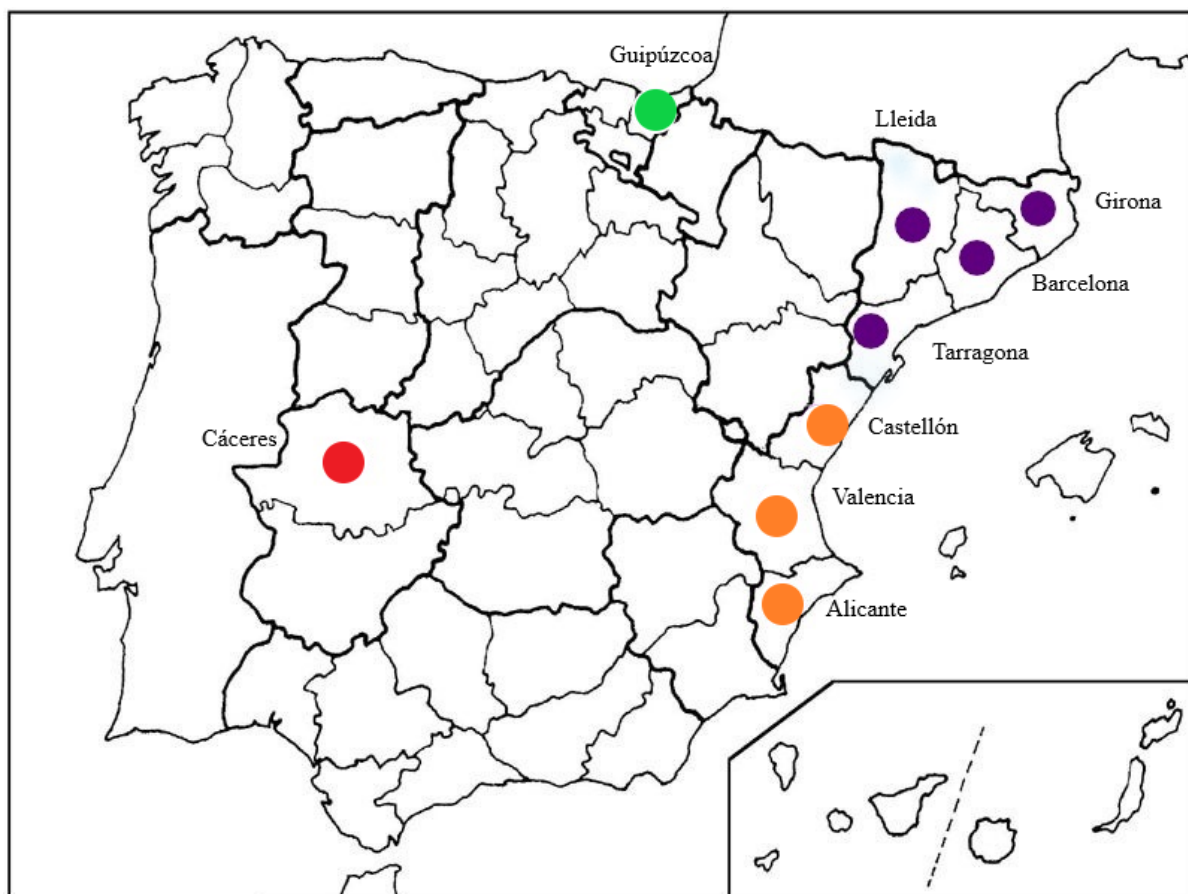 Guipúzcoa
Lleida
Girona
Barcelona
Tarragona
Castellón
Cáceres
Valencia
Alicante